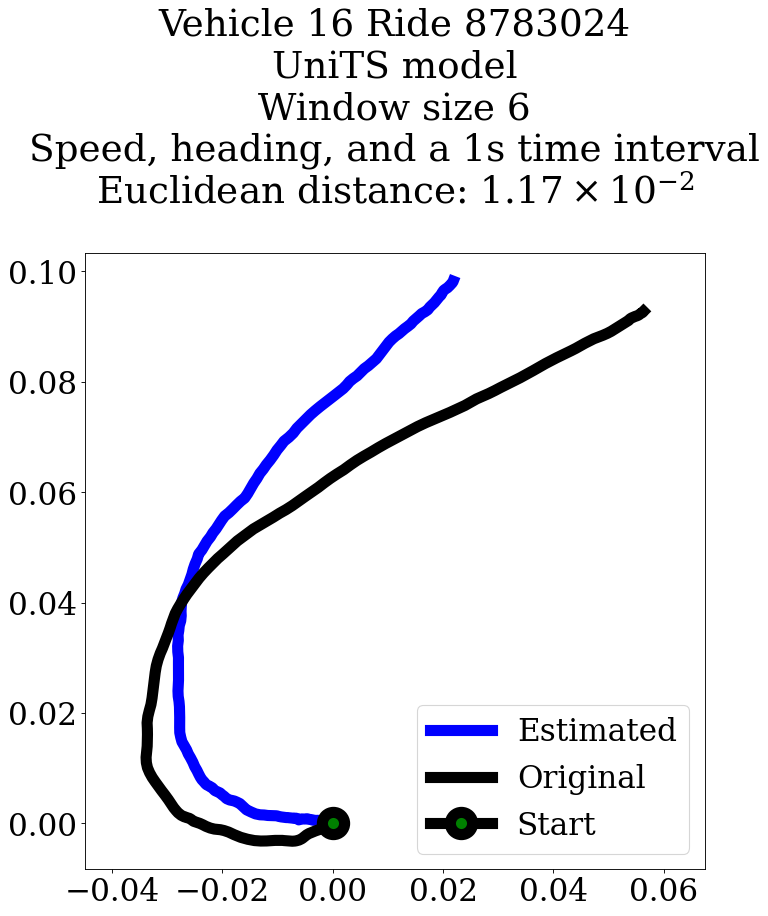 Vehicle 16 Ride 8783024
UniTS model
Window size 6
Speed, heading, and a 1s time interval
Euclidean distance: 1.17 × 10⁻²
0.10
0.08
0.06
0.04
0.02
0.00
Estimated
Original
Start
−0.04 −0.02 0.00 0.02 0.04 0.06